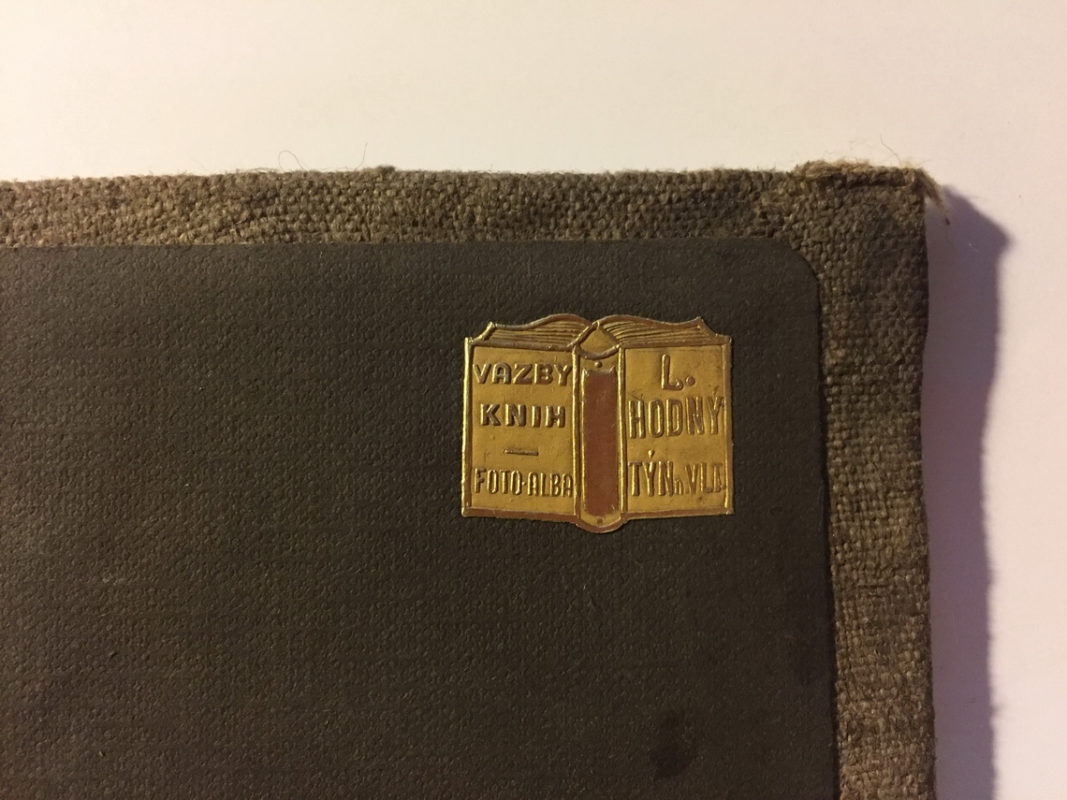 VAZBY
KNIH
—
FOTO-ALBA
L.
HODNÝ
TÝN n. VLT.